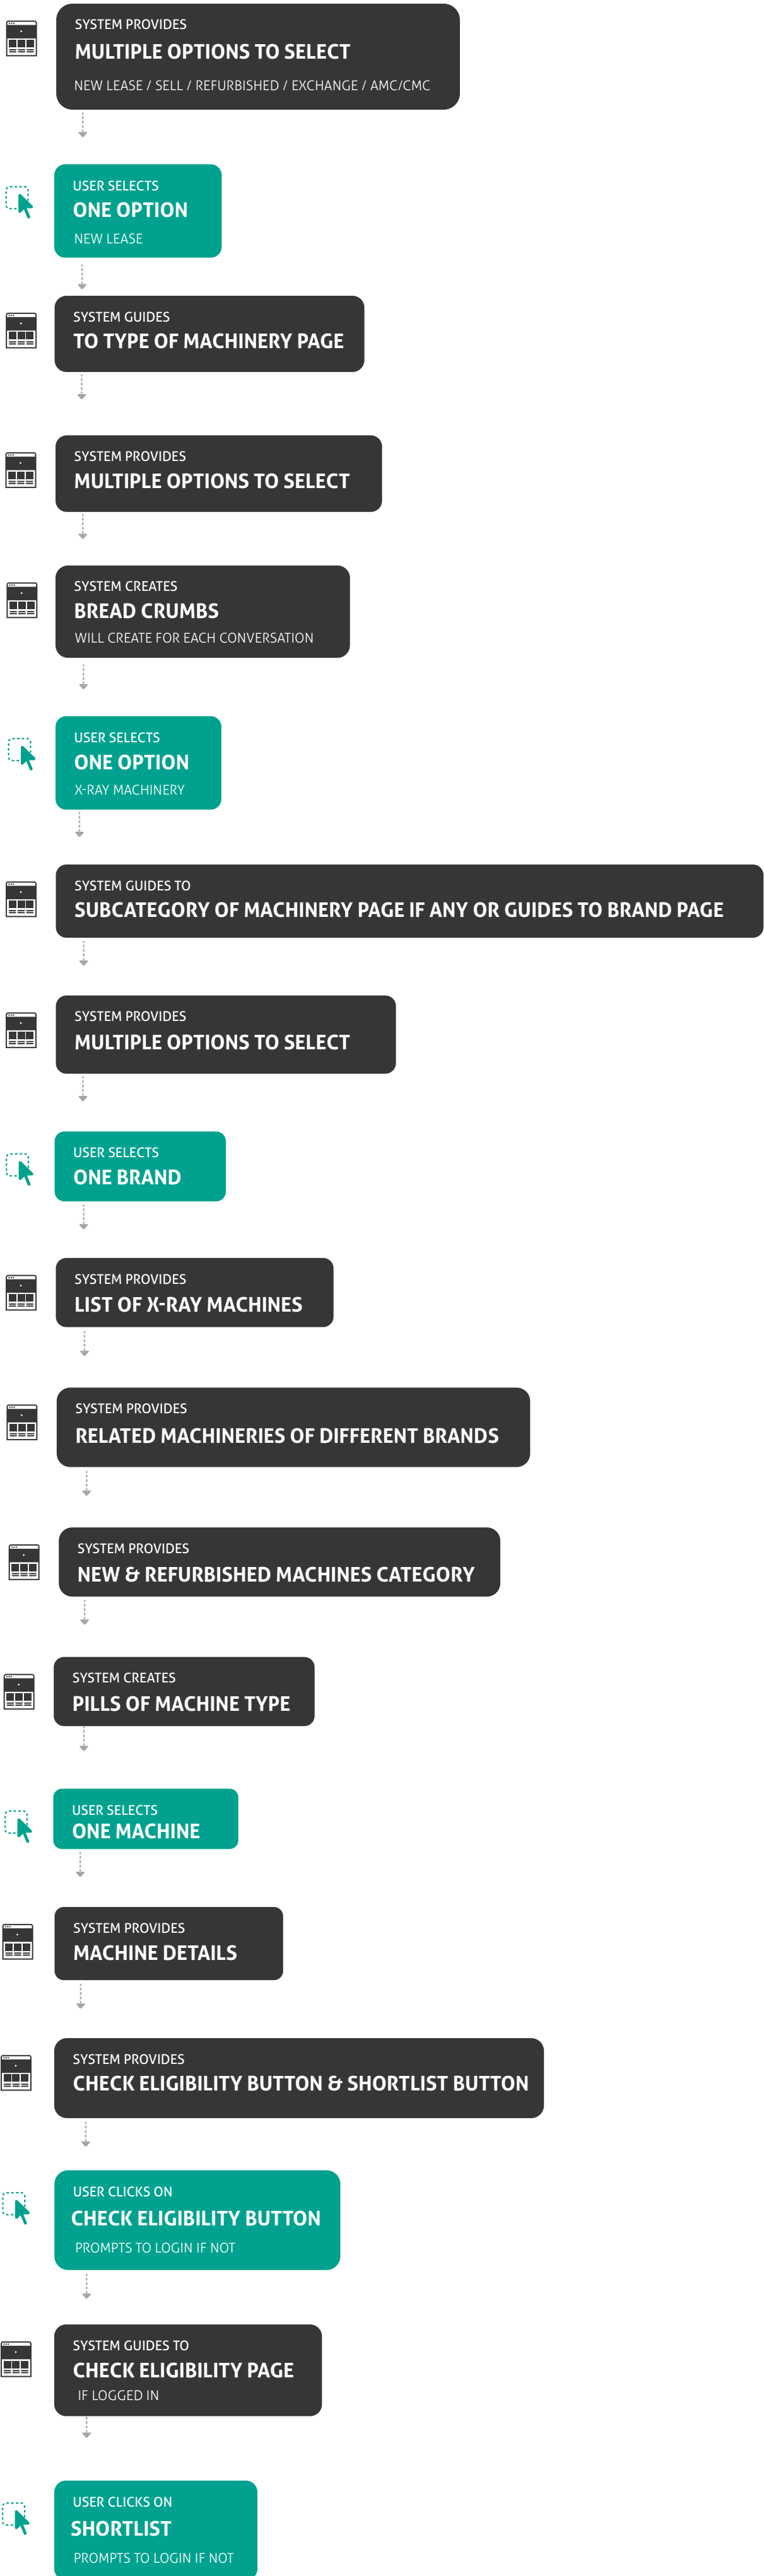 SYSTEM PROVIDES
MULTIPLE OPTIONS TO SELECT
NEW LEASE / SELL / REFURBISHED / EXCHANGE / AMC/CMC
USER SELECTS
ONE OPTION
NEW LEASE
SYSTEM GUIDES
TO TYPE OF MACHINERY PAGE
SYSTEM PROVIDES
MULTIPLE OPTIONS TO SELECT
SYSTEM CREATES
BREAD CRUMBS
WILL CREATE FOR EACH CONVERSATION
USER SELECTS
ONE OPTION
X-RAY MACHINERY
SYSTEM GUIDES TO
SUBCATEGORY OF MACHINERY PAGE IF ANY OR GUIDES TO BRAND PAGE
SYSTEM PROVIDES
MULTIPLE OPTIONS TO SELECT
USER SELECTS
ONE BRAND
SYSTEM PROVIDES
LIST OF X-RAY MACHINES
SYSTEM PROVIDES
RELATED MACHINERIES OF DIFFERENT BRANDS
SYSTEM PROVIDES
NEW & REFURBISHED MACHINES CATEGORY
SYSTEM CREATES
PILLS OF MACHINE TYPE
USER SELECTS
ONE MACHINE
SYSTEM PROVIDES
MACHINE DETAILS
SYSTEM PROVIDES
CHECK ELIGIBILITY BUTTON & SHORTLIST BUTTON
USER CLICKS ON
CHECK ELIGIBILITY BUTTON
PROMPTS TO LOGIN IF NOT
SYSTEM GUIDES TO
CHECK ELIGIBILITY PAGE
IF LOGGED IN
USER CLICKS ON
SHORTLIST
PROMPTS TO LOGIN IF NOT